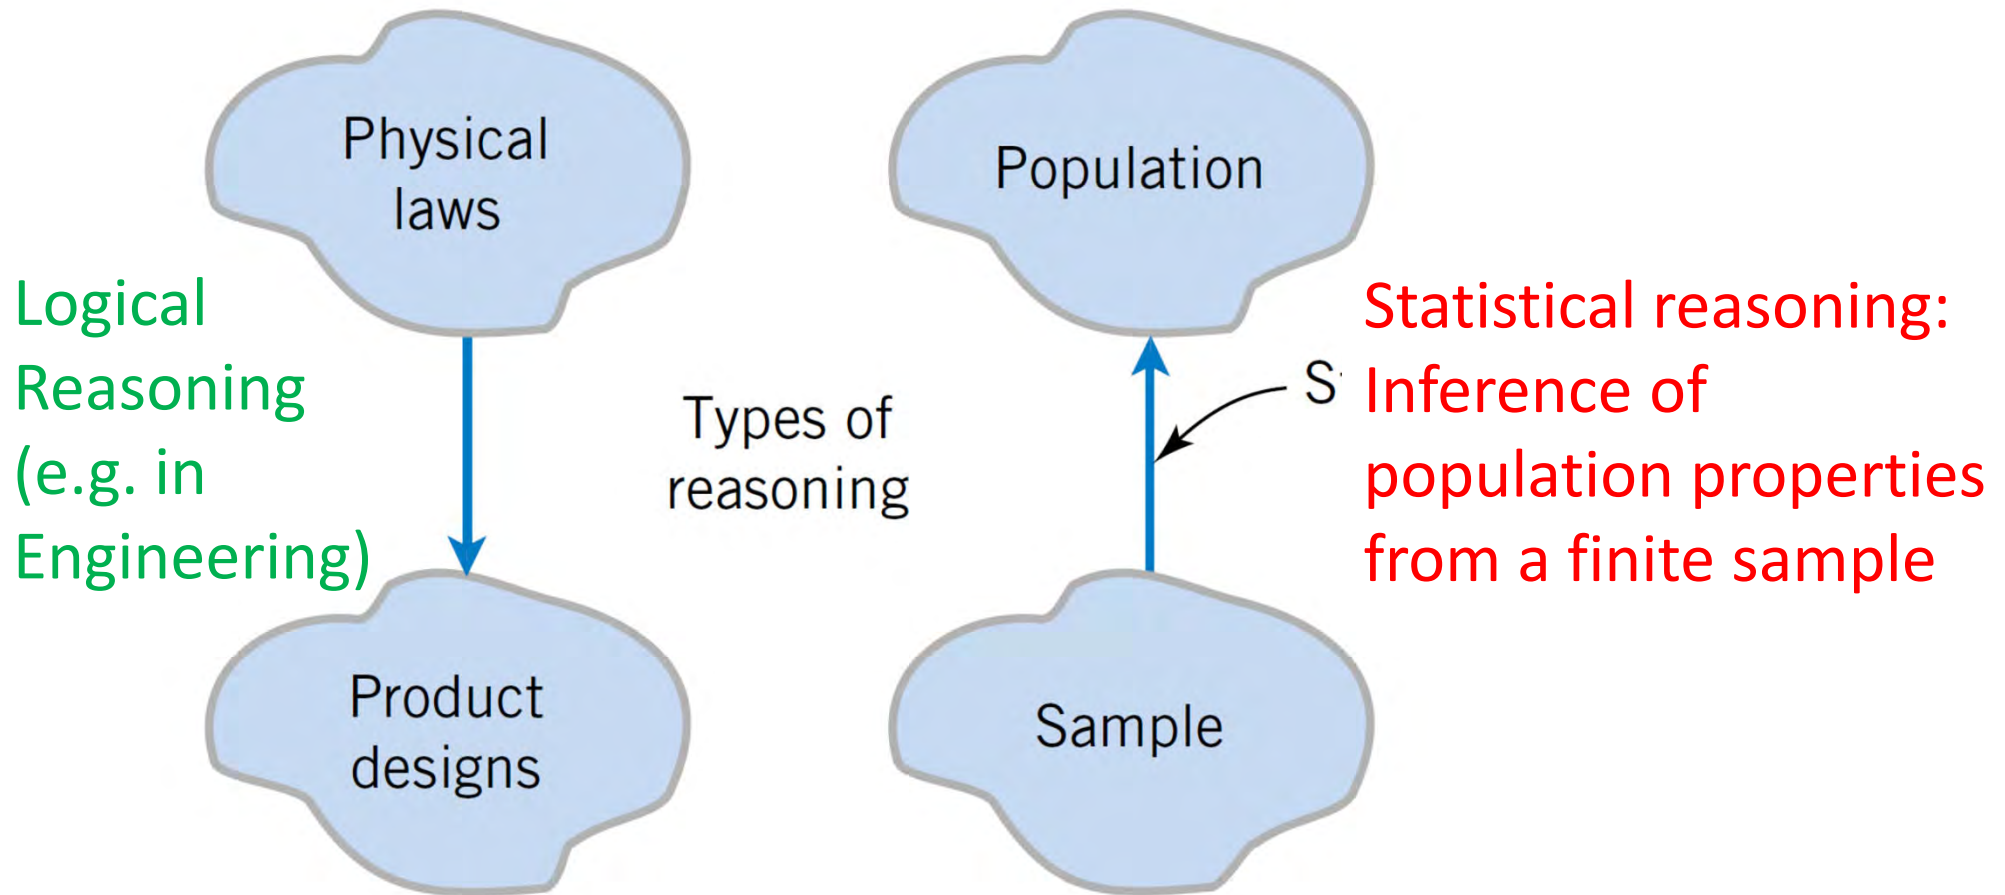 Physical
laws
Population
Logical
Reasoning
(e.g. in
Engineering)
Types of
reasoning
Statistical reasoning:
Inference of
population properties
from a finite sample
Product
designs
Sample